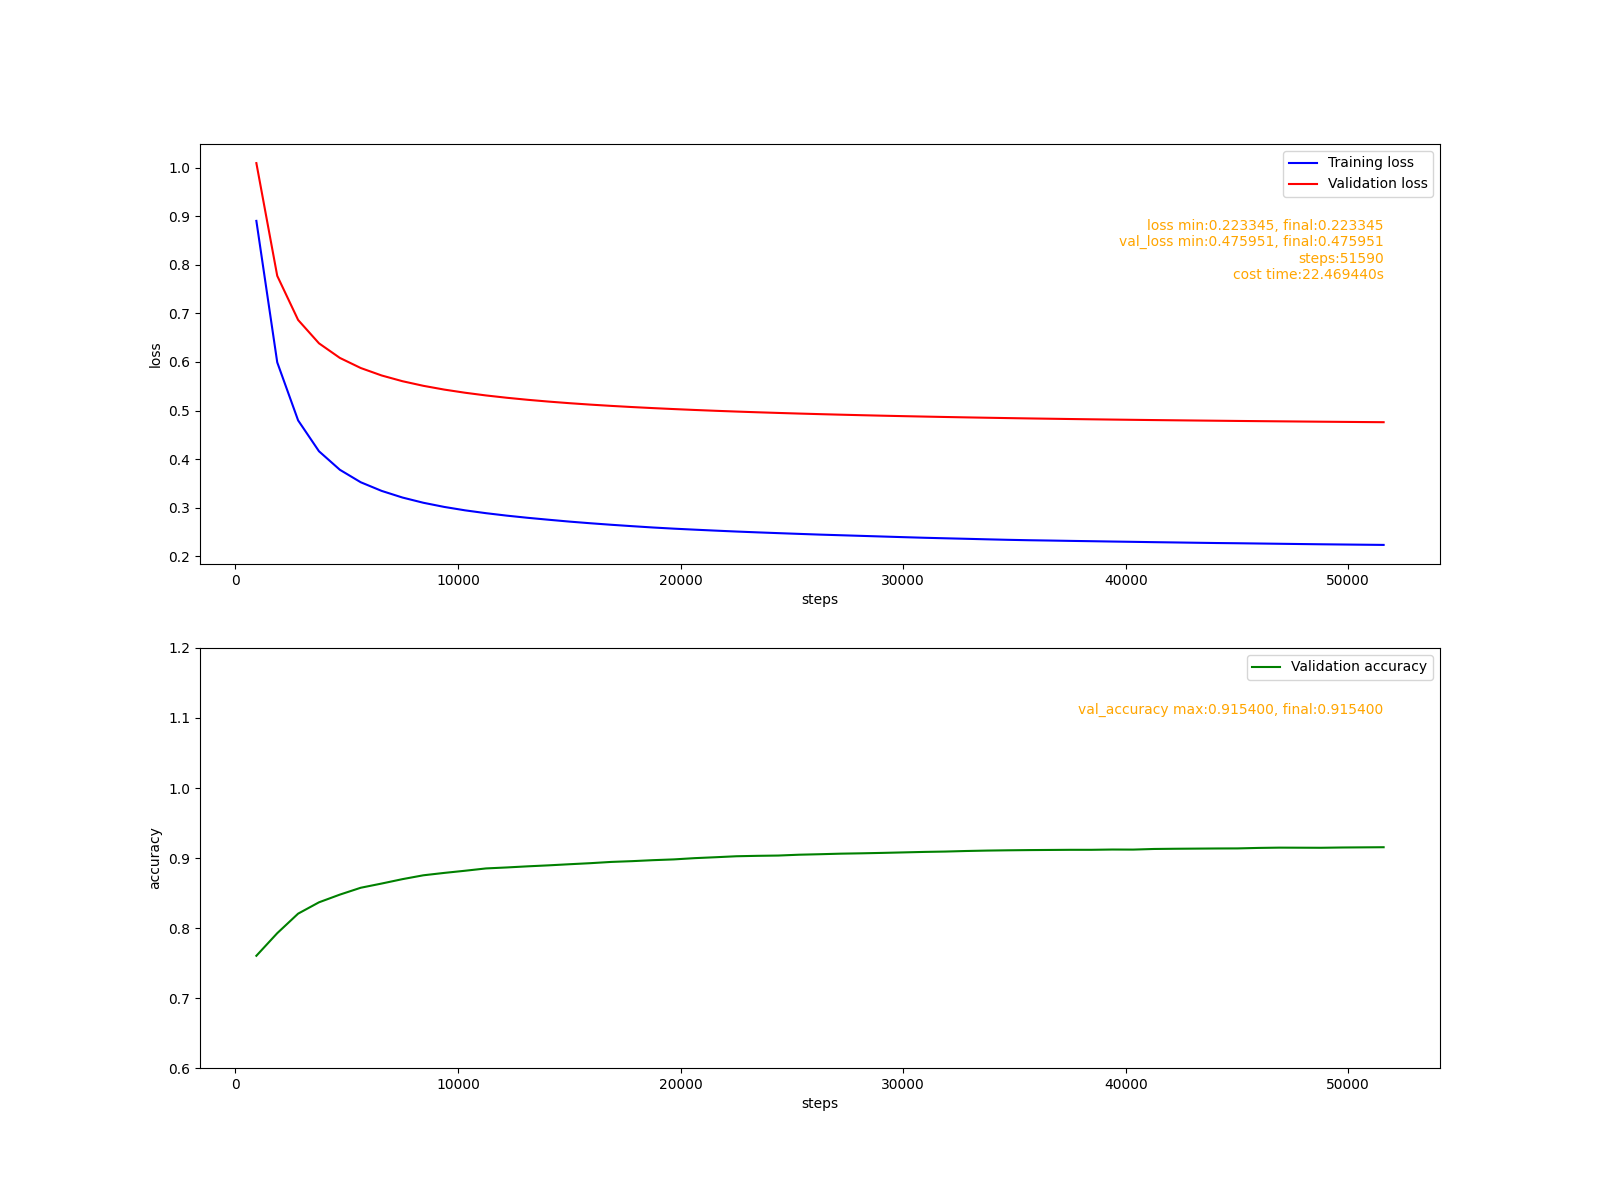 Training loss
Validation loss
loss min:0.223345, final:0.223345
val_loss min:0.475951, final:0.475951
steps:51590
cost time:22.469440s
1.0
0.9
0.8
0.7
0.6
0.5
0.4
0.3
0.2
loss
0 10000 20000 30000 40000 50000
steps
Validation accuracy
val_accuracy max:0.915400, final:0.915400
1.2
1.1
1.0
0.9
0.8
0.7
0.6
accuracy
0 10000 20000 30000 40000 50000
steps